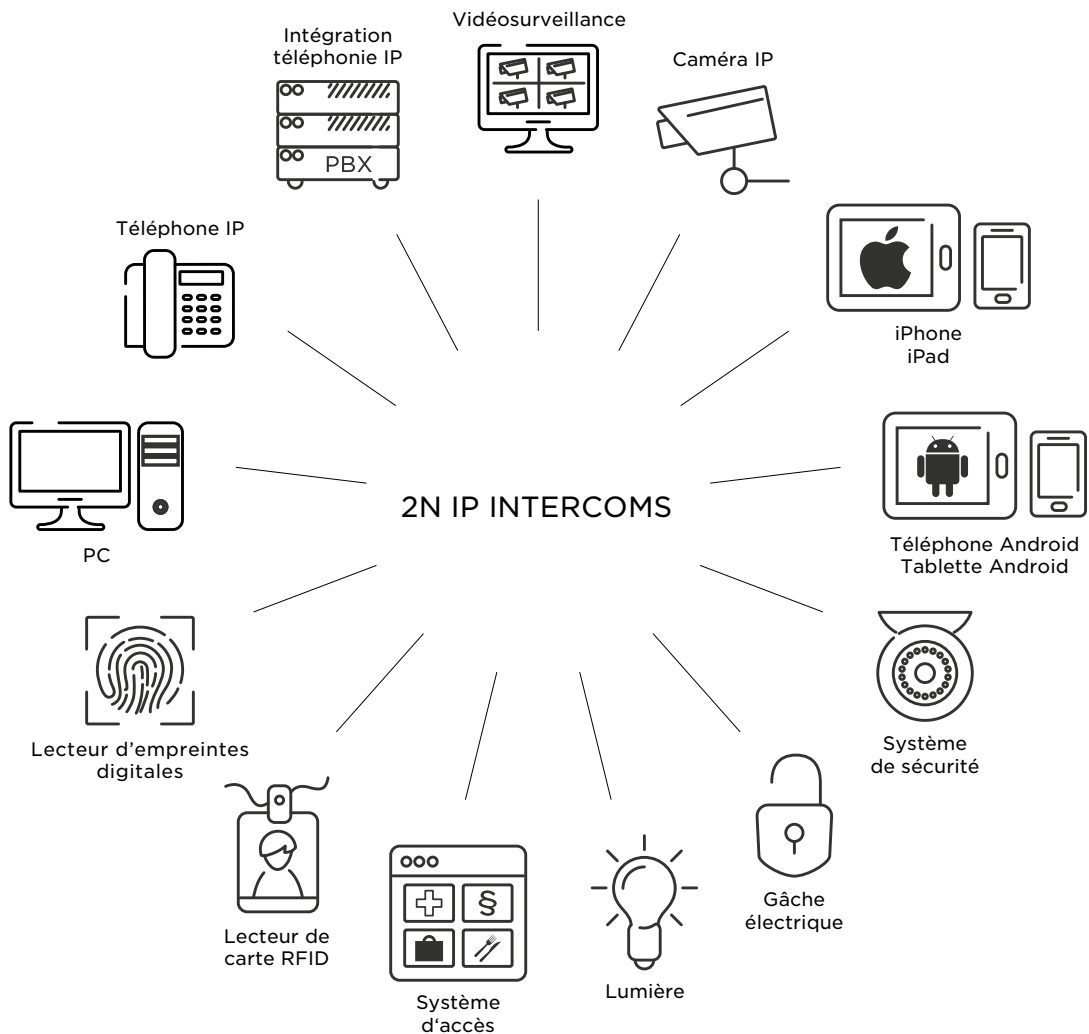 Vidéosurveillance
Intégration
téléphonie IP
PBX
Caméra IP
Téléphone IP
iPhone
iPad
PC
2N IP INTERCOMS
Téléphone Android
Tablette Android
Lecteur d’empreintes
digitales
Système
de sécurité
Lecteur de
carte RFID
§
Système
d'accès
Lumière
Gâche
électrique